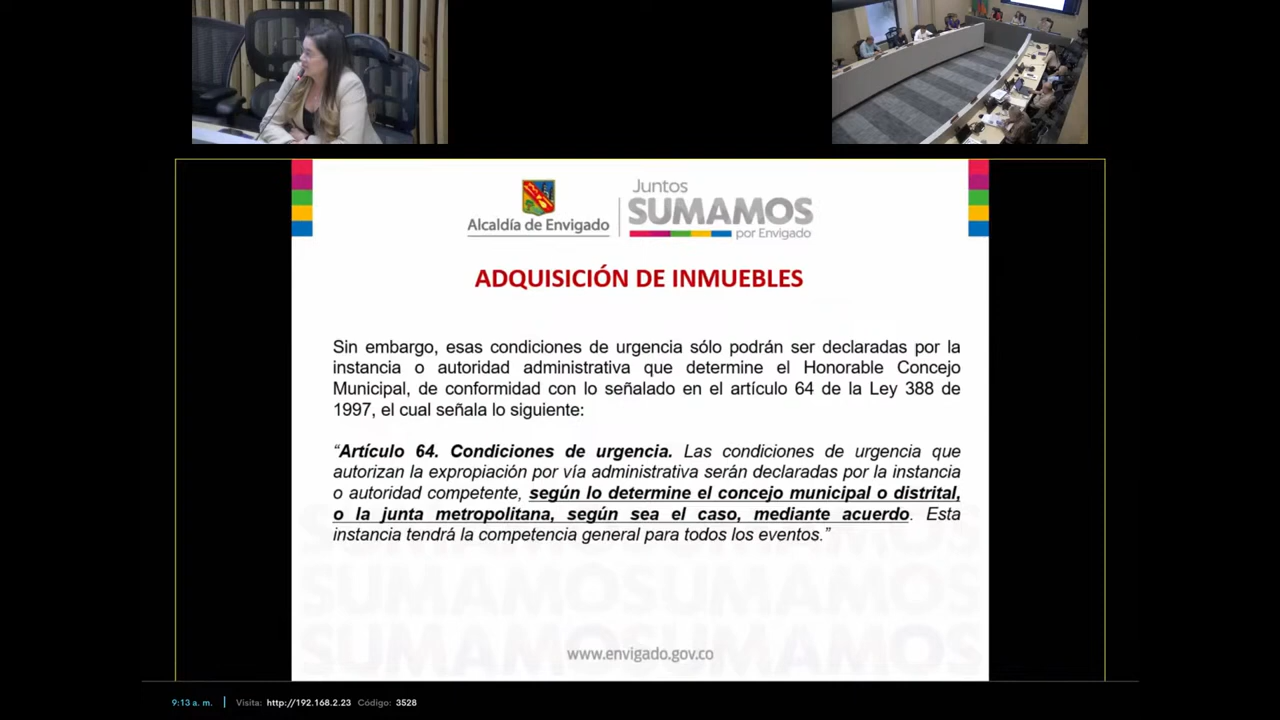 Juntos
SUMAMOS
por Envigado
Alcaldía de Envigado
ADQUISICIÓN DE INMUEBLES
Sin embargo, esas condiciones de urgencia sólo podrán ser declaradas por la
instancia o autoridad administrativa que determine el Honorable Concejo
Municipal, de conformidad con lo señalado en el artículo 64 de la Ley 388 de
1997, el cual señala lo siguiente:
“Artículo 64. Condiciones de urgencia. Las condiciones de urgencia que
autorizan la expropiación por vía administrativa serán declaradas por la instancia
o autoridad competente, según lo determine el concejo municipal o distrital,
o la junta metropolitana, según sea el caso, mediante acuerdo. Esta
instancia tendrá la competencia general para todos los eventos.”
SUMAMOSSUMAMOS
SUMAMOSSUMAMOS
SUMAMOSSUMAMOS
www.envigado.gov.co
9:13 a. m. | Visita: http://192.168.2.23 Código: 3528